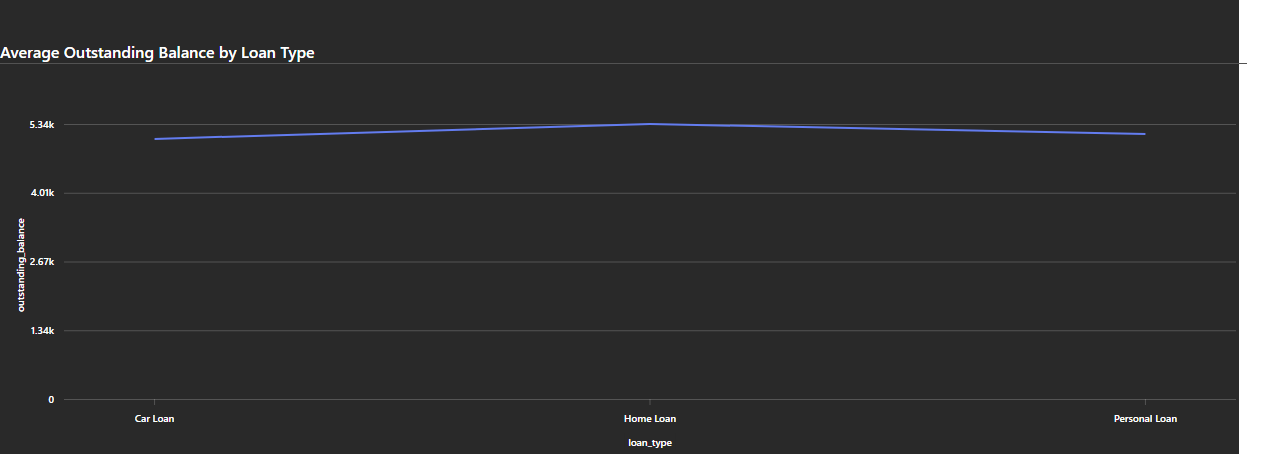 Average Outstanding Balance by Loan Type
5.34k
4.01k
2.67k
1.34k
0
outstanding_balance
Car Loan
Home Loan
Personal Loan
loan_type